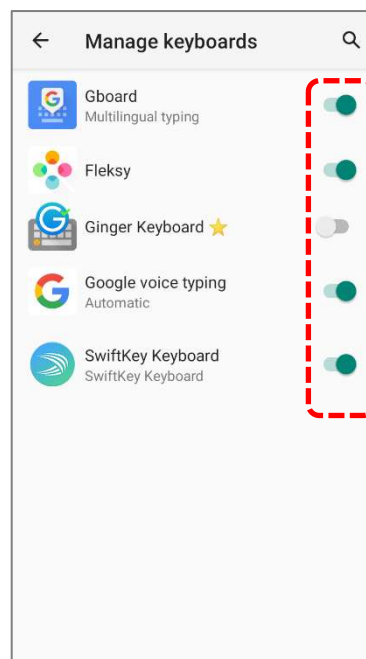 Manage keyboards
Gboard
Multilingual typing
Fleksy
Ginger Keyboard ⭐
Google voice typing
Automatic
SwiftKey Keyboard
SwiftKey Keyboard